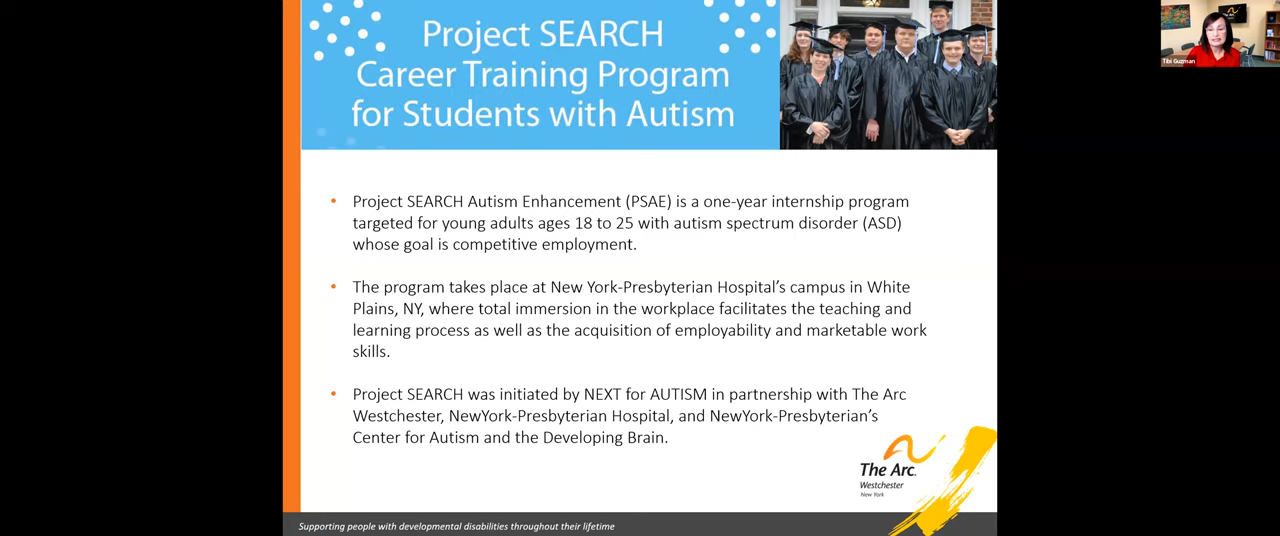 Project SEARCH
Career Training Program
for Students with Autism
The Arc.
Tibi Guzman
• Project SEARCH Autism Enhancement (PSAE) is a one-year internship program
targeted for young adults ages 18 to 25 with autism spectrum disorder (ASD)
whose goal is competitive employment.
• The program takes place at New York-Presbyterian Hospital’s campus in White
Plains, NY, where total immersion in the workplace facilitates the teaching and
learning process as well as the acquisition of employability and marketable work
skills.
• Project SEARCH was initiated by NEXT for AUTISM in partnership with The Arc
Westchester, NewYork-Presbyterian Hospital, and NewYork-Presbyterian’s
Center for Autism and the Developing Brain.
The Arc.
Westchester
New York
Supporting people with developmental disabilities throughout their lifetime